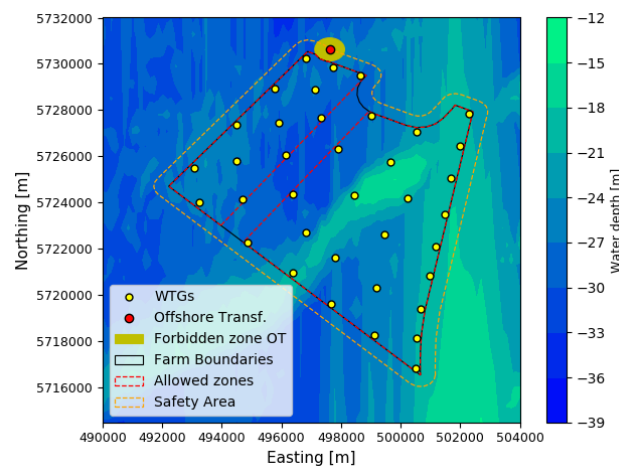 5732000
5730000
5728000
5726000
5724000
5722000
5720000
5718000
5716000
Northing [m]
WTGs
Offshore Transf.
Forbidden zone OT
Farm Boundaries
Allowed zones
Safety Area
490000 492000 494000 496000 498000 500000 502000 504000
Easting [m]
−12
−15
−18
−21
−24
−27
−30
−33
−36
−39
Water depth [m]